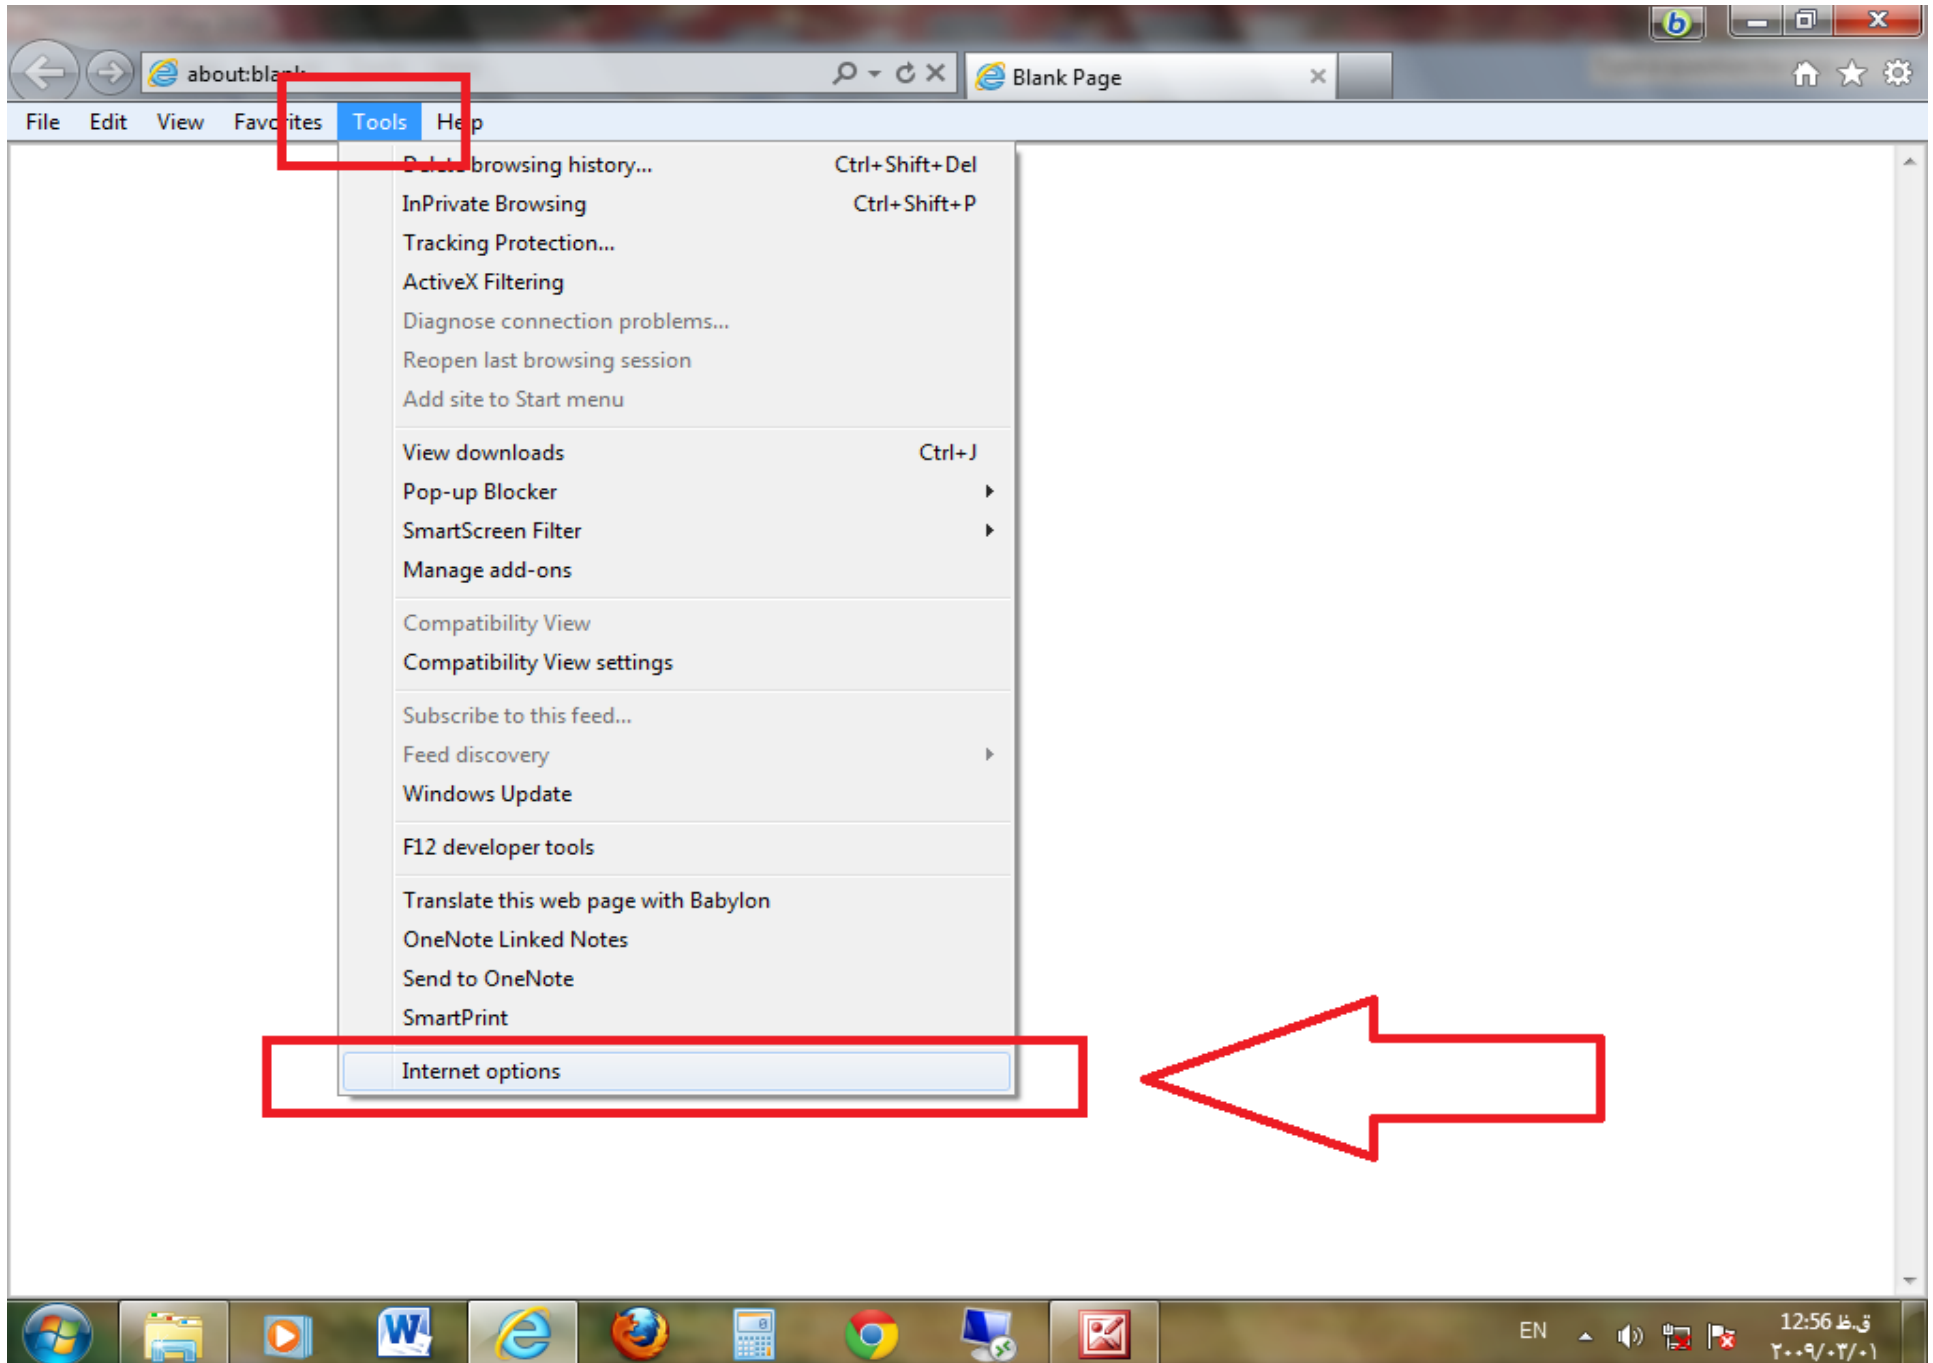 about:blank
Blank Page
File Edit View Favorites Tools Help
Delete browsing history... Ctrl+Shift+Del
InPrivate Browsing Ctrl+Shift+P
Tracking Protection...
ActiveX Filtering
Diagnose connection problems...
Reopen last browsing session
Add site to Start menu
View downloads Ctrl+J
Pop-up Blocker
SmartScreen Filter
Manage add-ons
Compatibility View
Compatibility View settings
Subscribe to this feed...
Feed discovery
Windows Update
F12 developer tools
Translate this web page with Babylon
OneNote Linked Notes
Send to OneNote
SmartPrint
Internet options
EN
12:56 ق.ظ
۲۰۰۹/۰۳/۰۱